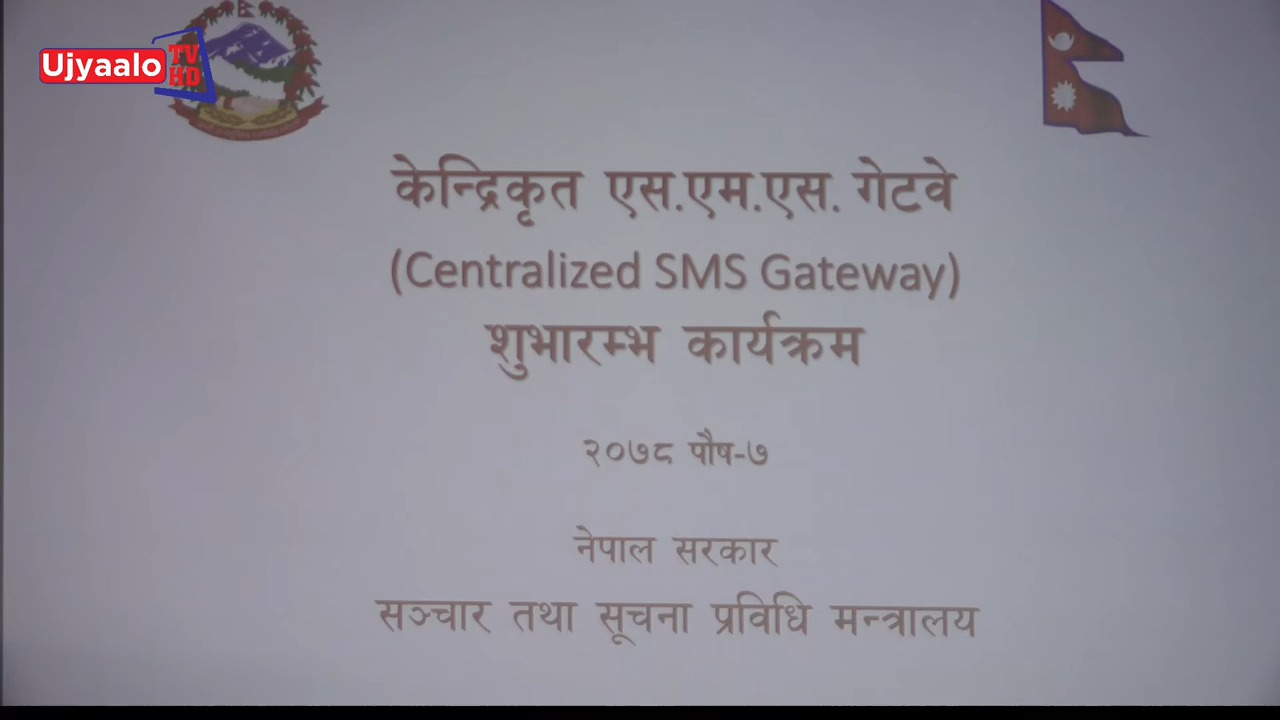 Ujyaalo
TV
HD
केन्द्रिकृत एस.एम.एस. गेटवे
(Centralized SMS Gateway)
शुभारम्भ कार्यक्रम
२०७८ पौष-७
नेपाल सरकार
सञ्चार तथा सूचना प्रविधि मन्त्रालय